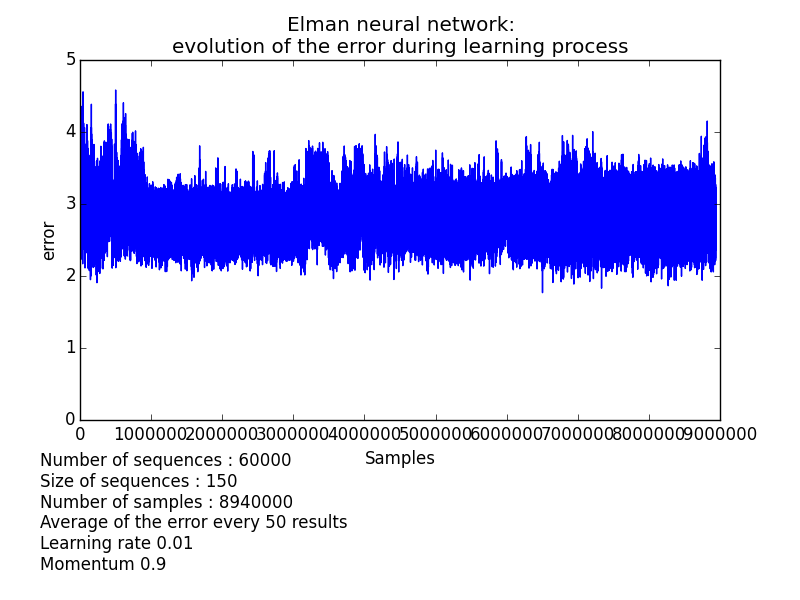 Elman neural network:
evolution of the error during learning process
5
4
3
2
1
0
error
0 1000000 2000000 3000000 4000000 5000000 6000000 7000000 8000000 9000000
Samples
Number of sequences : 60000
Size of sequences : 150
Number of samples : 8940000
Average of the error every 50 results
Learning rate 0.01
Momentum 0.9